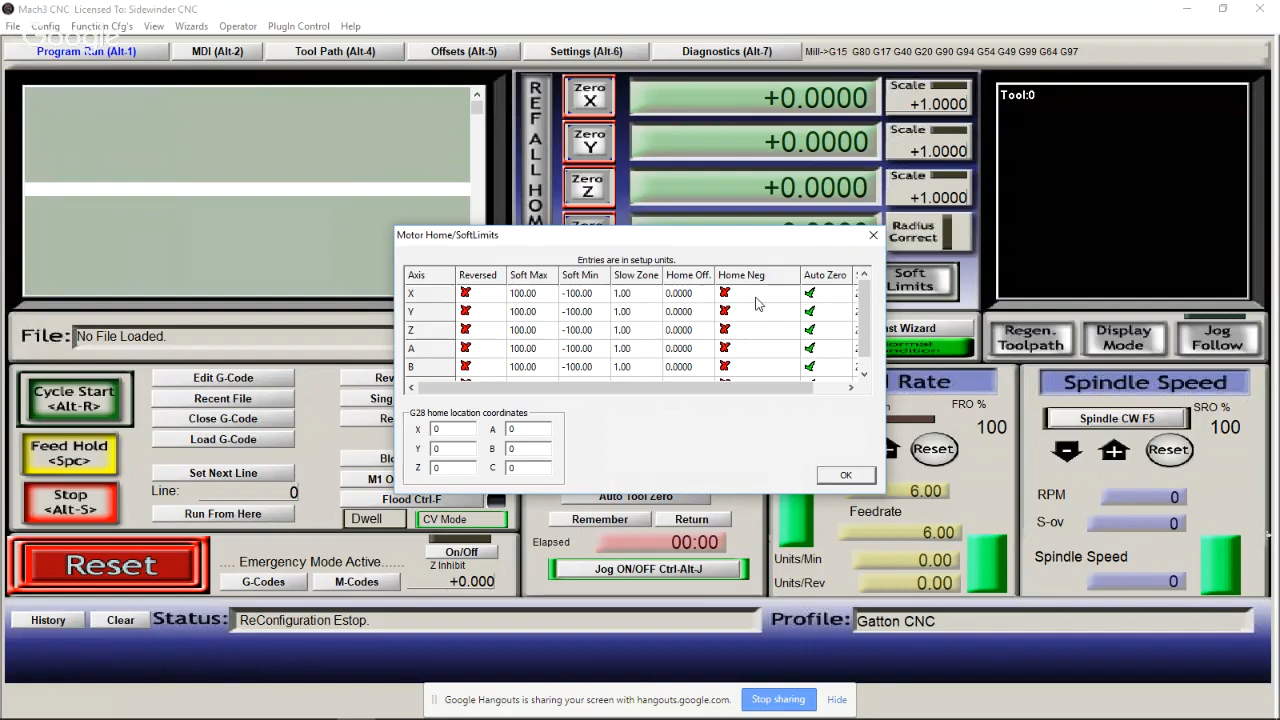 Mach3 CNC Licensed To: Sidewinder CNC
File Config Function Cfg's View Wizards Operator PlugIn Control Help
Google
Program Run (Alt-1) MDI (Alt-2) Tool Path (Alt-4) Offsets (Alt-5) Settings (Alt-6) Diagnostics (Alt-7) Mill->G15 G80 G17 G40 G20 G90 G94 G54 G49 G99 G64 G97
REF ALL HOM
Zero X +0.0000 Scale +1.0000
Zero Y +0.0000 Scale +1.0000
Zero Z +0.0000 Scale +1.0000
Tool:0
Radius Correct
Soft Limits
Motor Home/SoftLimits
Entries are in setup units.
Axis Reversed Soft Max Soft Min Slow Zone Home Off. Home Neg Auto Zero
X 100.00 -100.00 1.00 0.0000
Y 100.00 -100.00 1.00 0.0000
Z 100.00 -100.00 1.00 0.0000
A 100.00 -100.00 1.00 0.0000
B 100.00 -100.00 1.00 0.0000
G28 home location coordinates
X 0 A 0
Y 0 B 0
Z 0 C 0
OK
File: No File Loaded.
Wizard
Regen. Toolpath
Display Mode
Jog Follow
Cycle Start
<Alt-R>
Feed Hold
<Spc>
Stop
<Alt-S>
Edit G-Code
Recent File
Close G-Code
Load G-Code
Set Next Line
Line: 0
Run From Here
M1 O
Flood Ctrl-F
Dwell CV Mode
Reset
Emergency Mode Active
G-Codes M-Codes
On/Off
Z Inhibit
+0.000
Auto Tool Zero
Remember Return
Elapsed 00:00
Jog ON/OFF Ctrl-Alt-J
Rate
FRO %
100
Reset
6.00
Feedrate
6.00
Units/Min 0.00
Units/Rev 0.00
Spindle Speed
Spindle CW F5
SRO %
100
Reset
RPM 0
S-ov 0
Spindle Speed
0
History Clear Status: ReConfiguration Estop. Profile: Gatton CNC
Google Hangouts is sharing your screen with hangouts.google.com. Stop sharing Hide